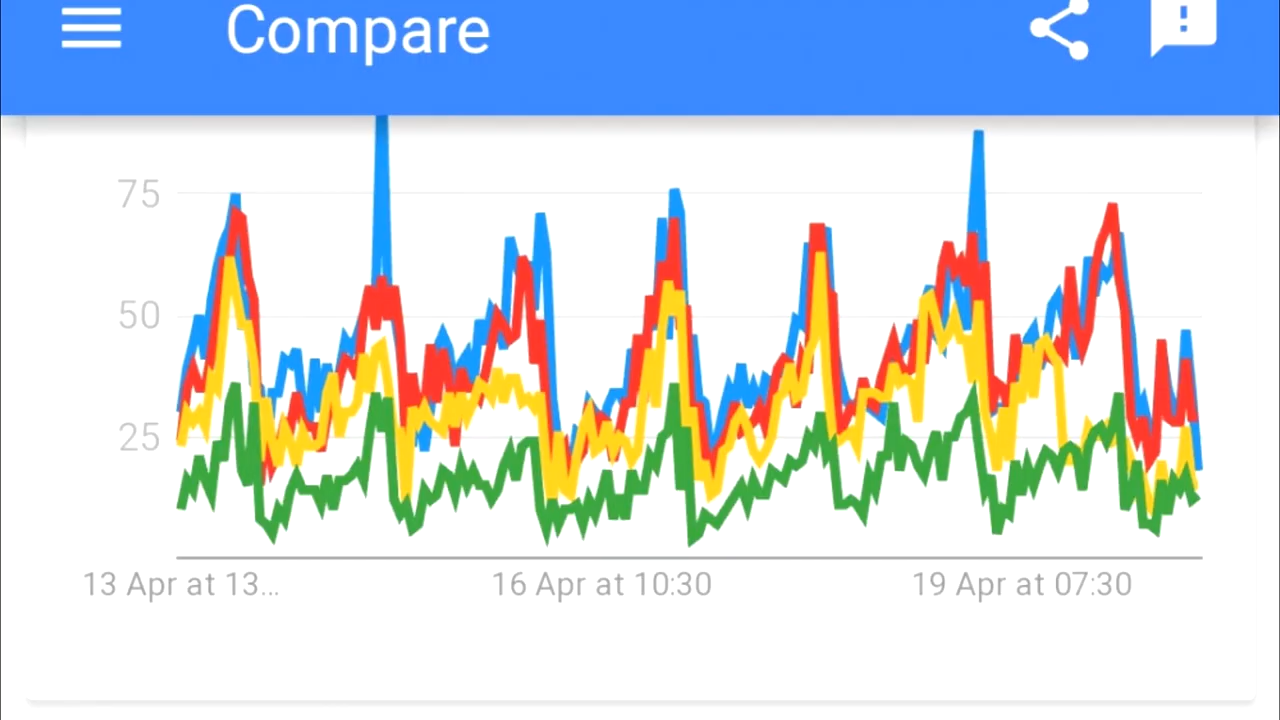 Compare
75
50
25
13 Apr at 13...
16 Apr at 10:30
19 Apr at 07:30